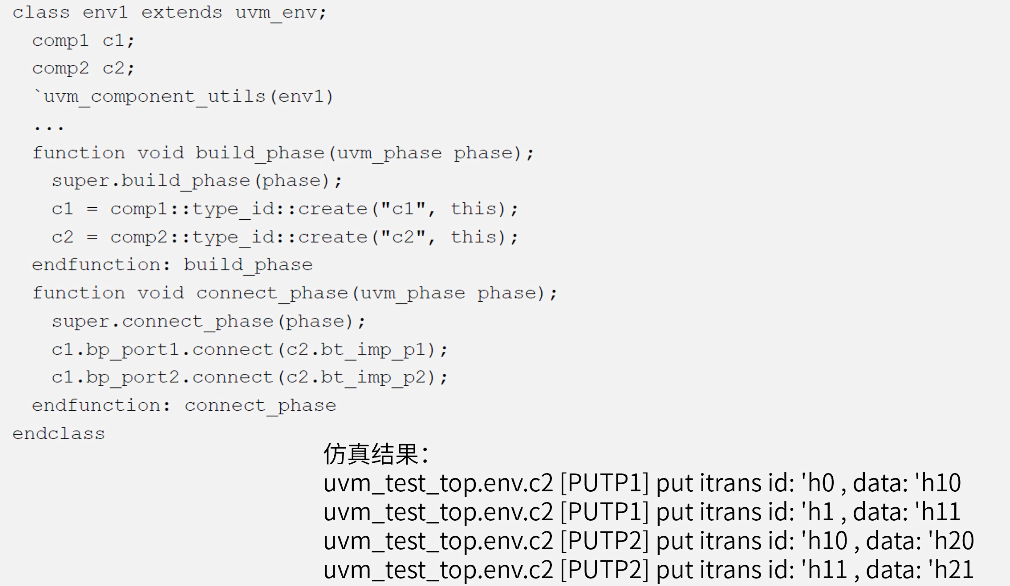 class env1 extends uvm_env;
comp1 c1;
comp2 c2;
`uvm_component_utils(env1)
...
function void build_phase(uvm_phase phase);
super.build_phase(phase);
c1 = comp1::type_id::create("c1", this);
c2 = comp2::type_id::create("c2", this);
endfunction: build_phase
function void connect_phase(uvm_phase phase);
super.connect_phase(phase);
c1.bp_port1.connect(c2.bt_imp_p1);
c1.bp_port2.connect(c2.bt_imp_p2);
endfunction: connect_phase
endclass
仿真结果：
uvm_test_top.env.c2 [PUTP1] put itrans id: 'h0 , data: 'h10
uvm_test_top.env.c2 [PUTP1] put itrans id: 'h1 , data: 'h11
uvm_test_top.env.c2 [PUTP2] put itrans id: 'h10 , data: 'h20
uvm_test_top.env.c2 [PUTP2] put itrans id: 'h11 , data: 'h21